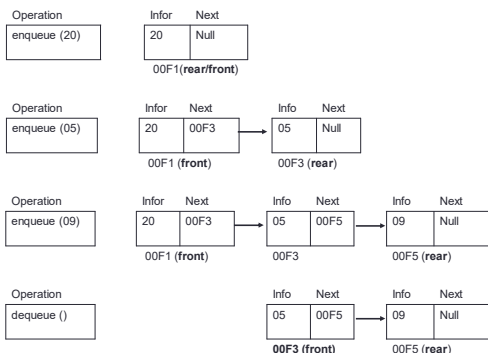 Operation Infor Next
enqueue (20) 20 Null
00F1(rear/front)
Operation Infor Next Info Next
enqueue (05) 20 00F3 05 Null
00F1 (front) 00F3 (rear)
Operation Infor Next Info Next Info Next
enqueue (09) 20 00F3 05 00F5 09 Null
00F1 (front) 00F3 00F5 (rear)
Operation Info Next Info Next
dequeue () 05 00F5 09 Null
00F3 (front) 00F5 (rear)